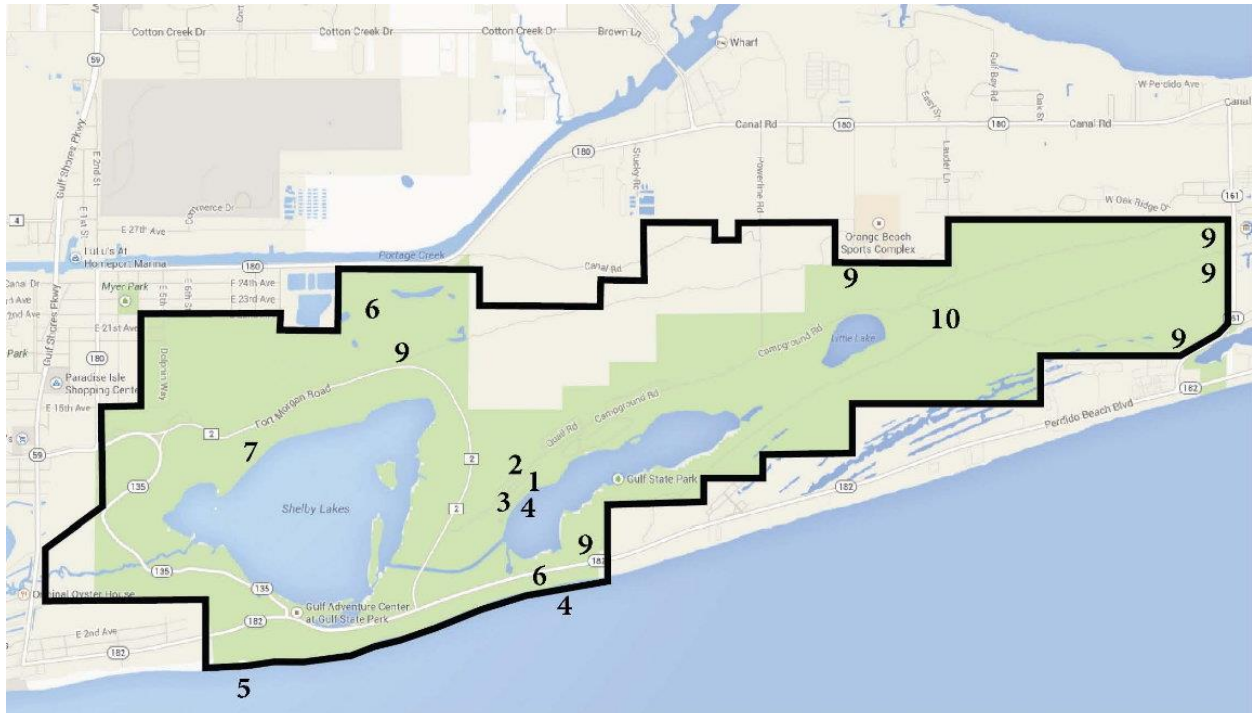 Cotton Creek Dr
Cotton Creek Dr
Brown Ln
Wharf
59
Gulf Shores Pkwy
E 2nd St
E 1st St
Gulf Bay Rd
Oak St
East St
W Perdido Ave
Canal
Canal Rd
180
180
Canal Rd
180
Stucky Rd
Powerline Rd
Lauder Ln
161
W Oak Ridge D
4
Commerce Dr
E 27th Ave
Orange Beach
Sports Complex
9
LuLu's At
Homeport Marina
Portage Creek
180
Canal Rd
9
9
Myer Park
E 24th Ave
E 23rd Ave
E 6th St
6
10
E 21st Ave
Little Lake
161
Park
180
Dolphin Way
9
Campground Rd
9
Paradise Isle
Shopping Center
182
E 15th Ave
Fort Morgan Road
Campground Rd
Perdido Beach Blvd
2
7
Quail Rd
59
2
2
Gulf State Park
135
1
182
Shelby Lakes
3
4
2
9
182
135
6
135
Original Oyster House
Gulf Adventure Center
at Gulf State Park
4
182
E 2nd Ave
182
5